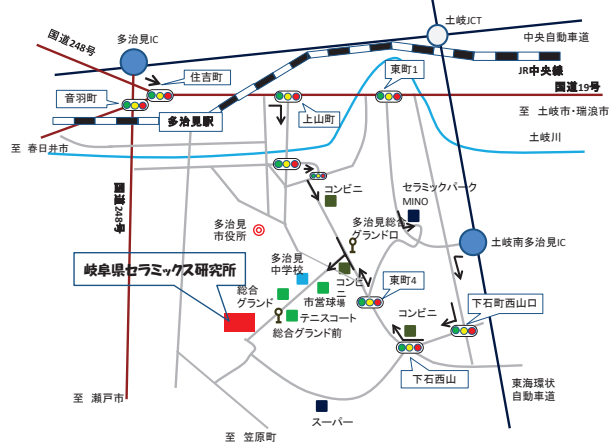 国道248号
多治見IC
土岐JCT
中央自動車道
住吉町
JR中央線
東町1
国道19号
音羽町
上山町
至 土岐市・瑞浪市
多治見駅
土岐川
至 春日井市
国道248号
コンビニ
セラミックパーク
MINO
多治見
市役所
多治見総合
グランド口
土岐南多治見IC
岐阜県セラミックス研究所
多治見
中学校
コンビニ
東町4
総合
グランド
市営球場
下石町西山口
テニスコート
コンビニ
総合グランド前
下石西山
東海環状
自動車道
至 瀬戸市
スーパー
至 笠原町